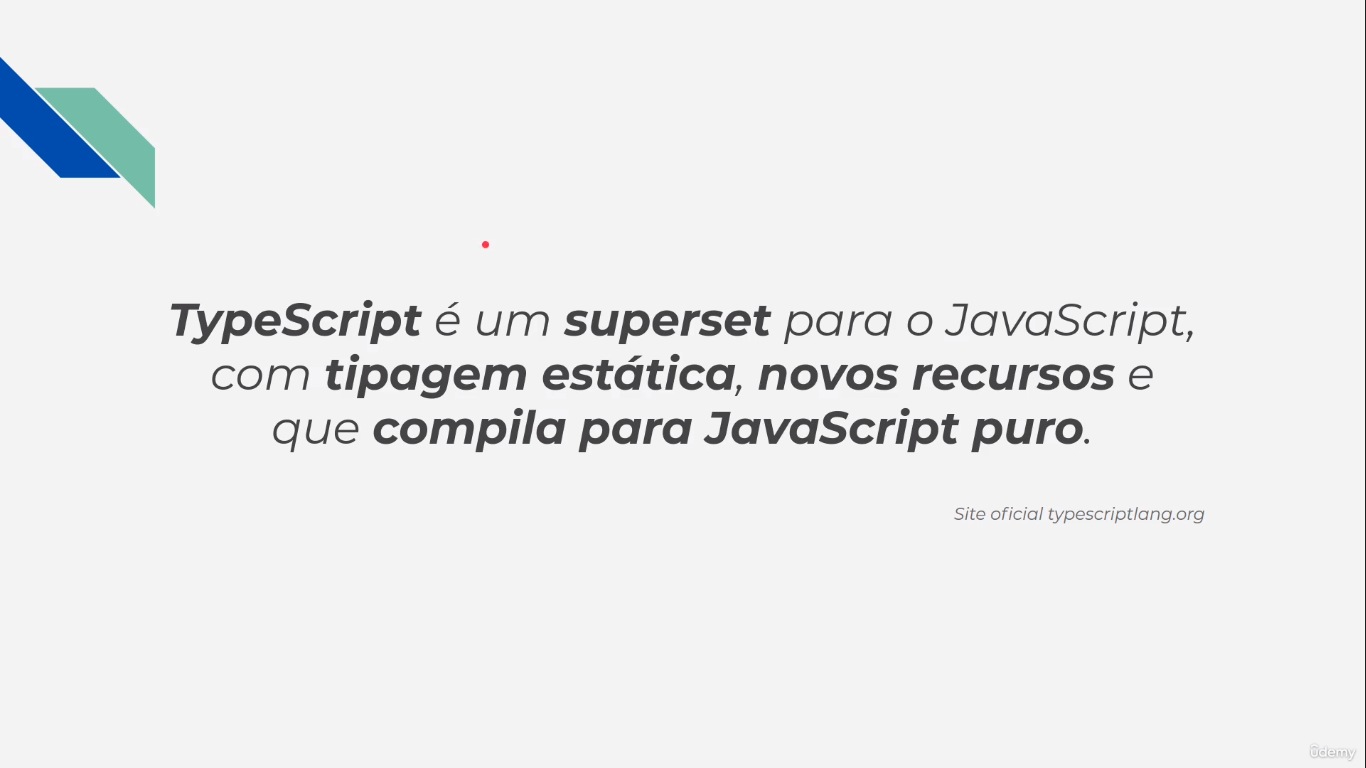 TypeScript é um superset para o JavaScript,
com tipagem estática, novos recursos e
que compila para JavaScript puro.
Site oficial typescriptlang.org
ûdemy